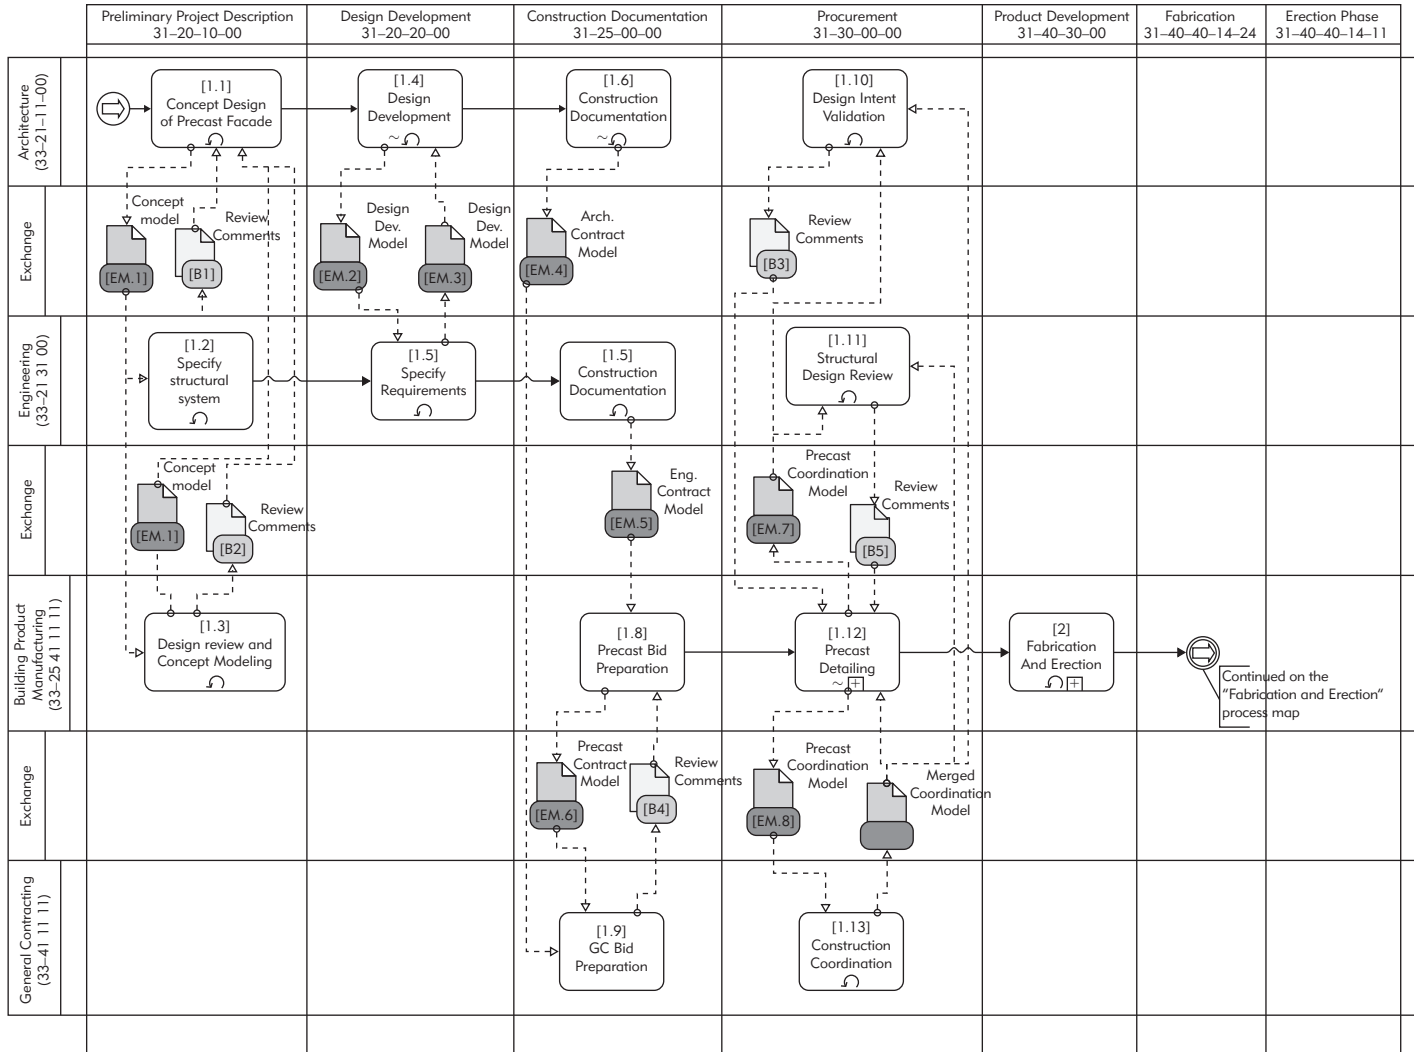 Preliminary Project Description
31–20–10–00
Design Development
31–20–20–00
Construction Documentation
31–25–00–00
Procurement
31–30–00–00
Product Development
31–40–30–00
Fabrication
31–40–40–14–24
Erection Phase
31–40–40–14–11
Architecture
(33–21–11–00)
[1.1]
Concept Design
of Precast Facade
[1.4]
Design
Development
~
[1.6]
Construction
Documentation
~
[1.10]
Design Intent
Validation
Exchange
Concept
model
[EM.1]
Review
Comments
[B1]
Design
Dev.
Model
[EM.2]
Design
Dev.
Model
[EM.3]
Arch.
Contract
Model
[EM.4]
Review
Comments
[B3]
Engineering
(33–21 31 00)
[1.2]
Specify
structural
system
[1.5]
Specify
Requirements
[1.5]
Construction
Documentation
[1.11]
Structural
Design Review
Exchange
Concept
model
[EM.1]
Review
Comments
[B2]
Eng.
Contract
Model
[EM.5]
Precast
Coordination
Model
[EM.7]
Review
Comments
[B5]
Building Product
Manufacturing
(33–25 41 11 11)
[1.3]
Design review and
Concept Modeling
[1.8]
Precast Bid
Preparation
[1.12]
Precast
Detailing
~ +
[2]
Fabrication
And Erection
+
Continued on the
“Fabrication and Erection“
process map
Exchange
Precast
Contract
Model
[EM.6]
Review
Comments
[B4]
Precast
Coordination
Model
[EM.8]
Merged
Coordination
Model
General Contracting
(33–41 11 11)
[1.9]
GC Bid
Preparation
[1.13]
Construction
Coordination